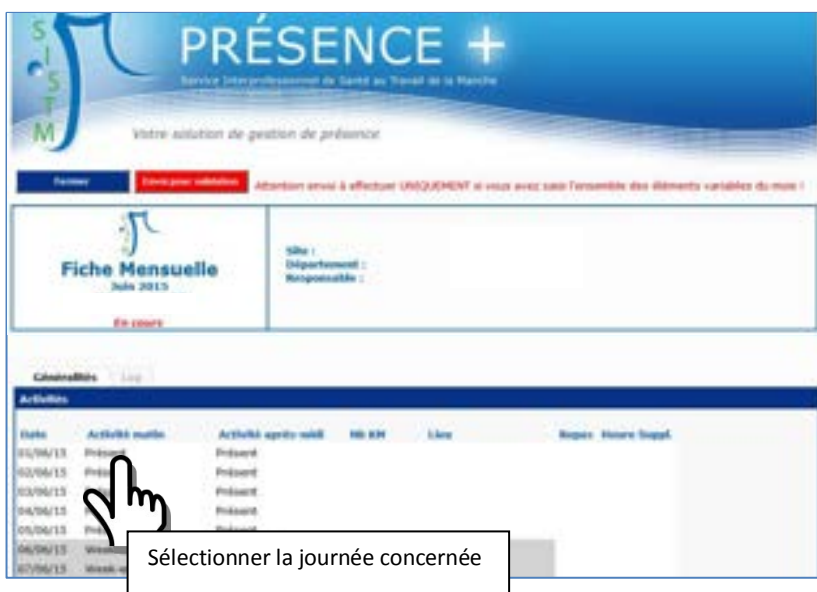 SISTM
PRÉSENCE +
Service Interprofessionnel de Santé au Travail de la Manche
Votre solution de gestion de présence
Fermer
Envoi pour validation
Attention envoi à effectuer UNIQUEMENT si vous avez saisi l'ensemble des éléments variables du mois !
Fiche Mensuelle
Juin 2015
En cours
Site :
Département :
Responsable :
Généralités
Log
Activités
Date Activité matin Activité après-midi Nb KM Lieu Repas Heure Suppl.
01/06/15 Présent Présent
02/06/15 Présent
03/06/15 Présent
04/06/15 Présent
05/06/15 Présent
06/06/15
07/06/15
Sélectionner la journée concernée